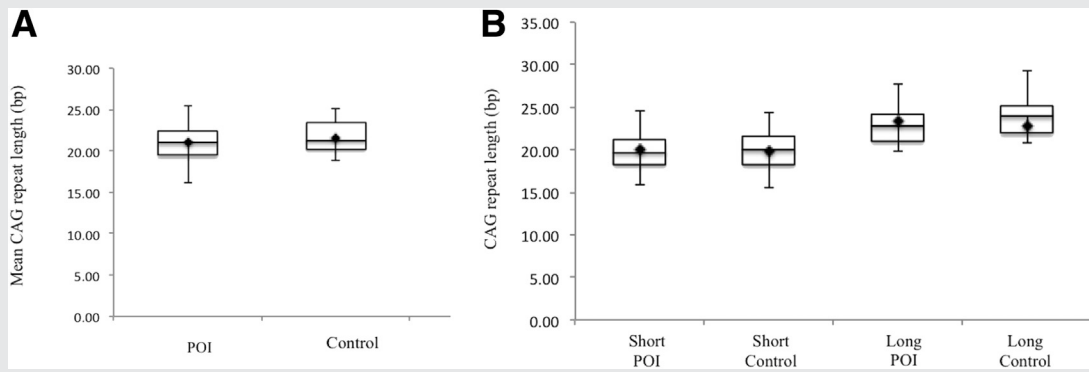 A
Mean CAG repeat length (bp)
30.00
25.00
20.00
15.00
10.00
5.00
0.00
POI
Control
B
CAG repeat length (bp)
35.00
30.00
25.00
20.00
15.00
10.00
5.00
0.00
Short
POI
Short
Control
Long
POI
Long
Control